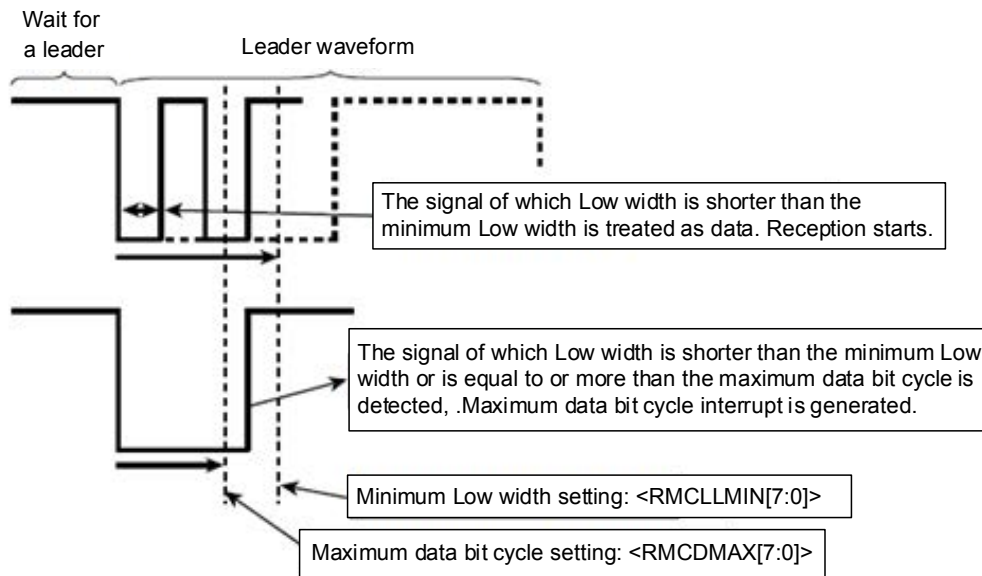 Wait for
a leader
Leader waveform
The signal of which Low width is shorter than the
minimum Low width is treated as data. Reception starts.
The signal of which Low width is shorter than the minimum Low
width or is equal to or more than the maximum data bit cycle is
detected, .Maximum data bit cycle interrupt is generated.
Minimum Low width setting: <RMCLLMIN[7:0]>
Maximum data bit cycle setting: <RMCDMAX[7:0]>